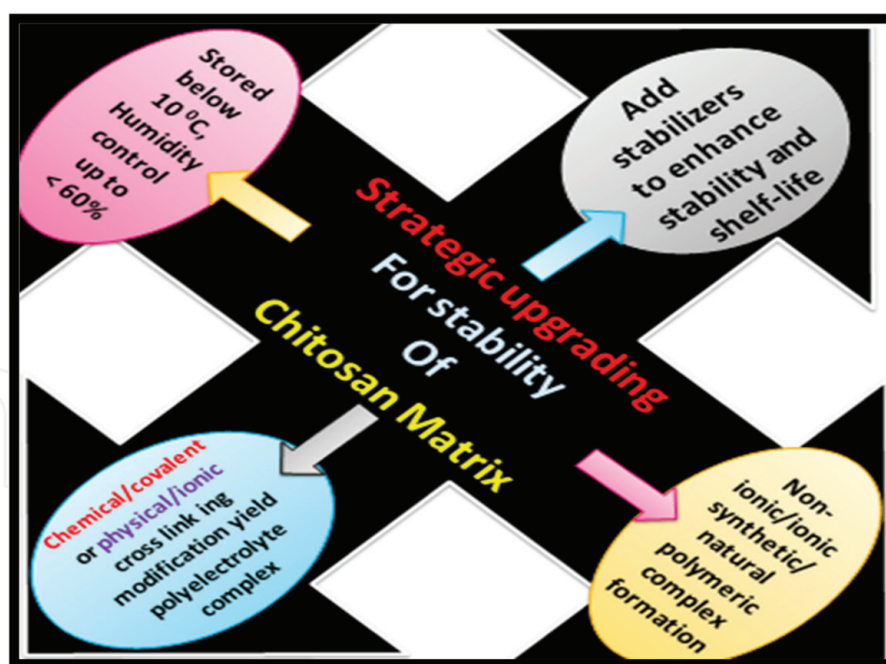 Stored
below
10 ⁰C,
Humidity
control
up to
< 60%
Add
stabilizers
to enhance
stability and
shelf-life
Strategic upgrading
For stability
Of
Chitosan Matrix
Chemical/covalent
or physical/ionic
cross link ing
modification yield
polyelectrolyte
complex
Non-
ionic/ionic
synthetic/
natural
polymeric
complex
formation